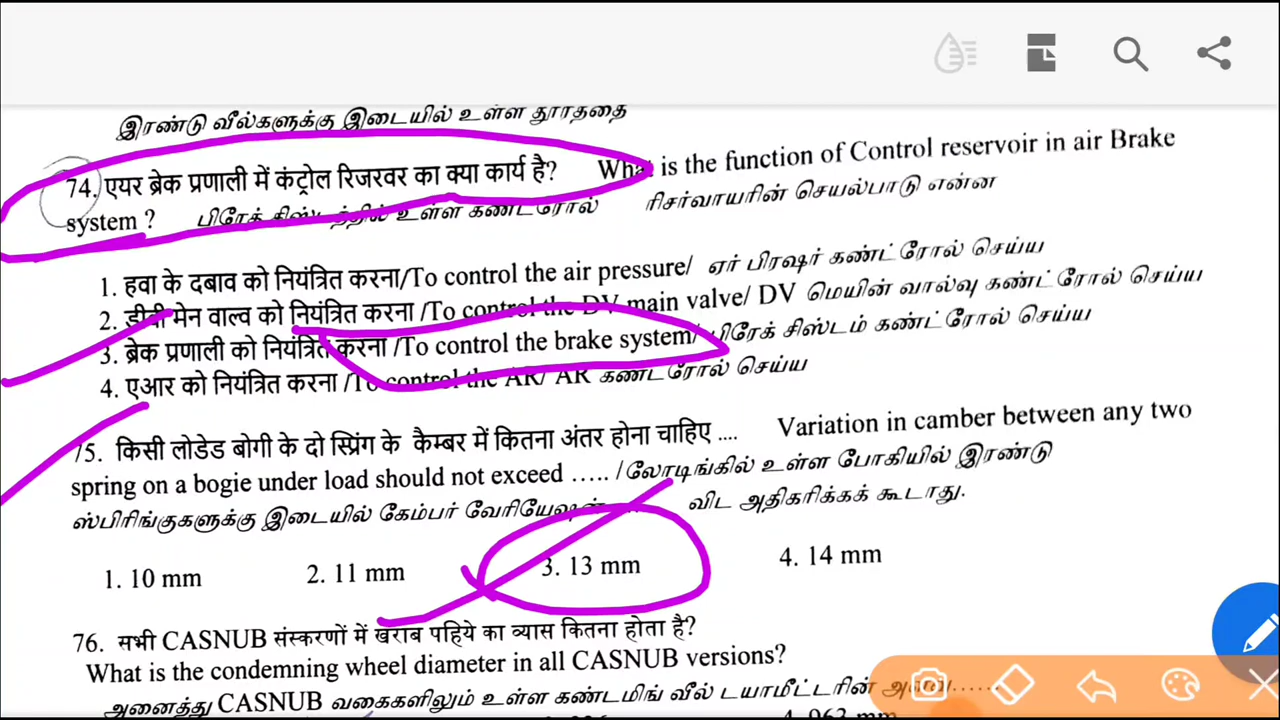 இரண்டு வீல்களுக்கு இடையில் உள்ள தூரத்தை
74. एयर ब्रेक प्रणाली में कंट्रोल रिजरवर का क्या कार्य है? What is the function of Control reservoir in air Brake
system ? பிரேக் சிஸ்டத்தில் உள்ள கண்ட்ரோல் ரிசர்வாயரின் செயல்பாடு என்ன
1. हवा के दबाव को नियंत्रित करना/To control the air pressure/ ஏர் பிரஷர் கண்ட்ரோல் செய்ய
2. डीवी मेन वाल्व को नियंत्रित करना /To control the DV main valve/ DV மெயின் வால்வு கண்ட்ரோல் செய்ய
3. ब्रेक प्रणाली को नियंत्रित करना /To control the brake system/ பிரேக் சிஸ்டம் கண்ட்ரோல் செய்ய
4. एआर को नियंत्रित करना /To control the AR/ AR கண்ட்ரோல் செய்ய
75. किसी लोडेड बोगी के दो स्प्रिंग के कैम्बर में कितना अंतर होना चाहिए .... Variation in camber between any two
spring on a bogie under load should not exceed ..... /லோடிங்கில் உள்ள போகியில் இரண்டு
ஸ்பிரிங்குகளுக்கு இடையில் கேம்பர் வேரியேஷன் விட அதிகரிக்கக் கூடாது.
1. 10 mm 2. 11 mm 3. 13 mm 4. 14 mm
76. सभी CASNUB संस्करणों में खराब पहिये का व्यास कितना होता है?
What is the condemning wheel diameter in all CASNUB versions?
அனைத்து CASNUB வகைகளிலும் உள்ள கண்டமிங் வீல் டயாமீட்டரின்